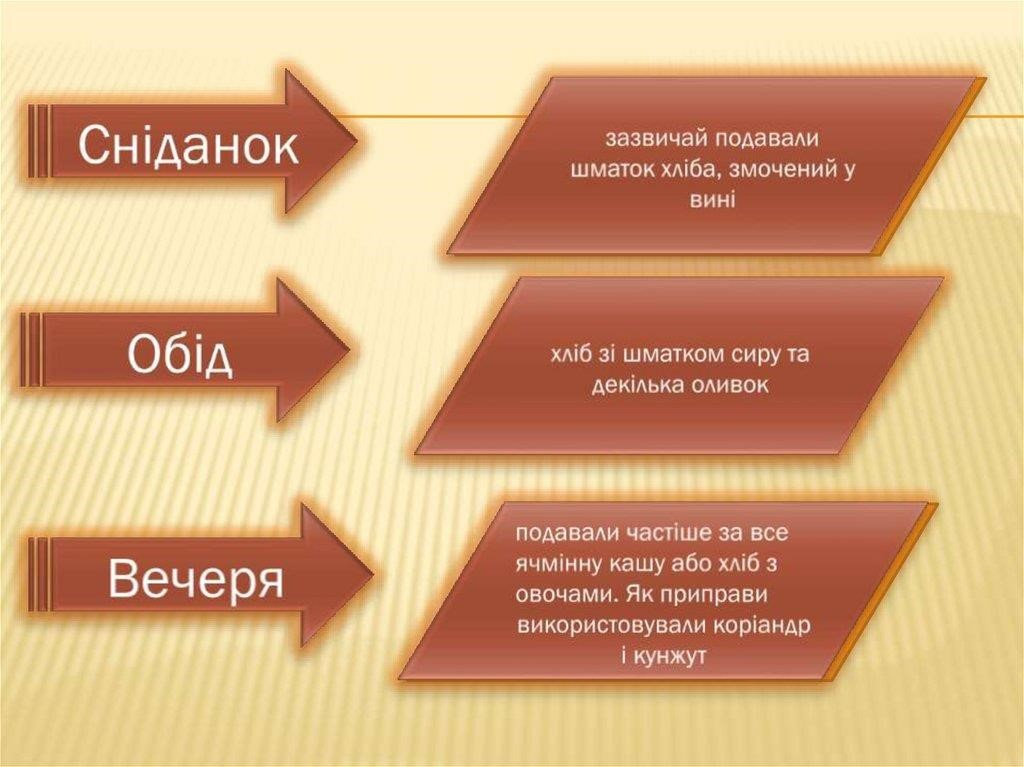 Сніданок
зазвичай подавали
шматок хліба, змочений у
вині
Обід
хліб зі шматком сиру та
декілька оливок
Вечеря
подавали частіше за все
ячмінну кашу або хліб з
овочами. Як приправи
використовували коріандр
і кунжут